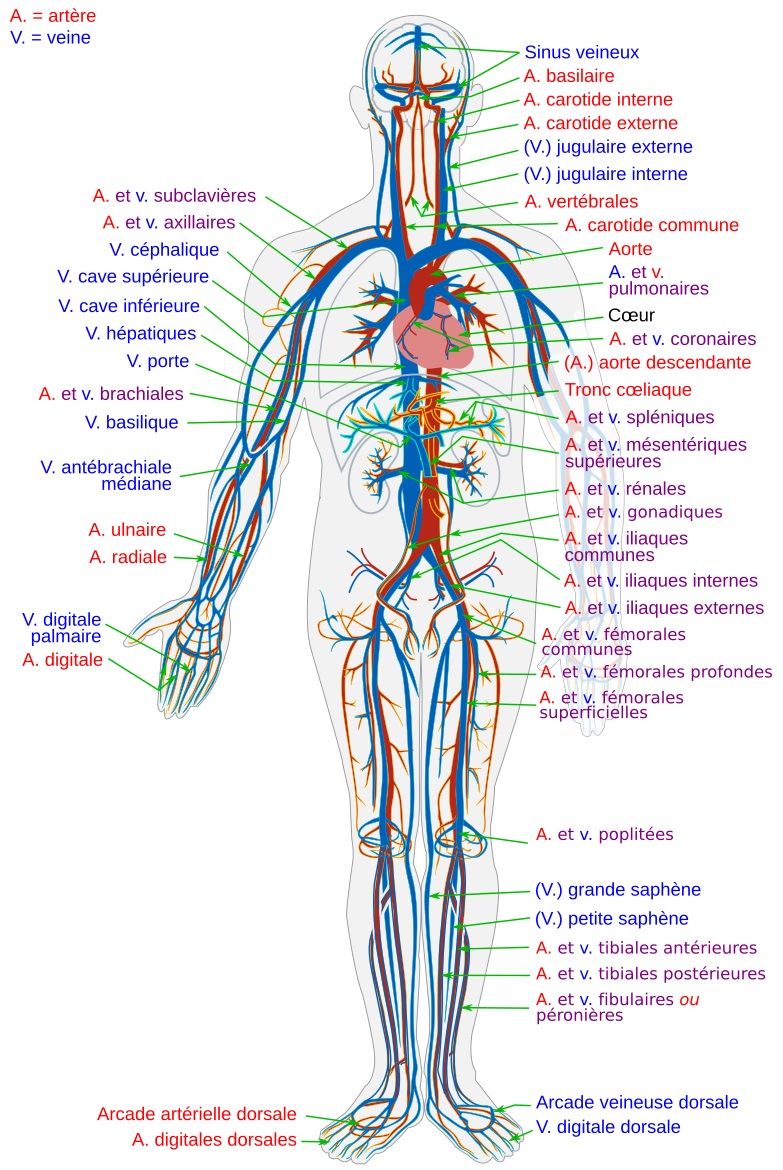 A. = artère
V. = veine
Sinus veineux
A. basilaire
A. carotide interne
A. carotide externe
(V.) jugulaire externe
(V.) jugulaire interne
A. vertébrales
A. carotide commune
Aorte
A. et v.
pulmonaires
Cœur
A. et v. coronaires
(A.) aorte descendante
Tronc cœliaque
A. et v. spléniques
A. et v. mésentériques
supérieures
A. et v. rénales
A. et v. gonadiques
A. et v. iliaques
communes
A. et v. iliaques internes
A. et v. iliaques externes
A. et v. fémorales
communes
A. et v. fémorales profondes
A. et v. fémorales
superficielles
A. et v. poplitées
(V.) grande saphène
(V.) petite saphène
A. et v. tibiales antérieures
A. et v. tibiales postérieures
A. et v. fibulaires ou
péronières
Arcade veineuse dorsale
V. digitale dorsale
A. et v. subclavières
A. et v. axillaires
V. céphalique
V. cave supérieure
V. cave inférieure
V. hépatiques
V. porte
A. et v. brachiales
V. basilique
V. antébrachiale
médiane
A. ulnaire
A. radiale
V. digitale
palmaire
A. digitale
Arcade artérielle dorsale
A. digitales dorsales